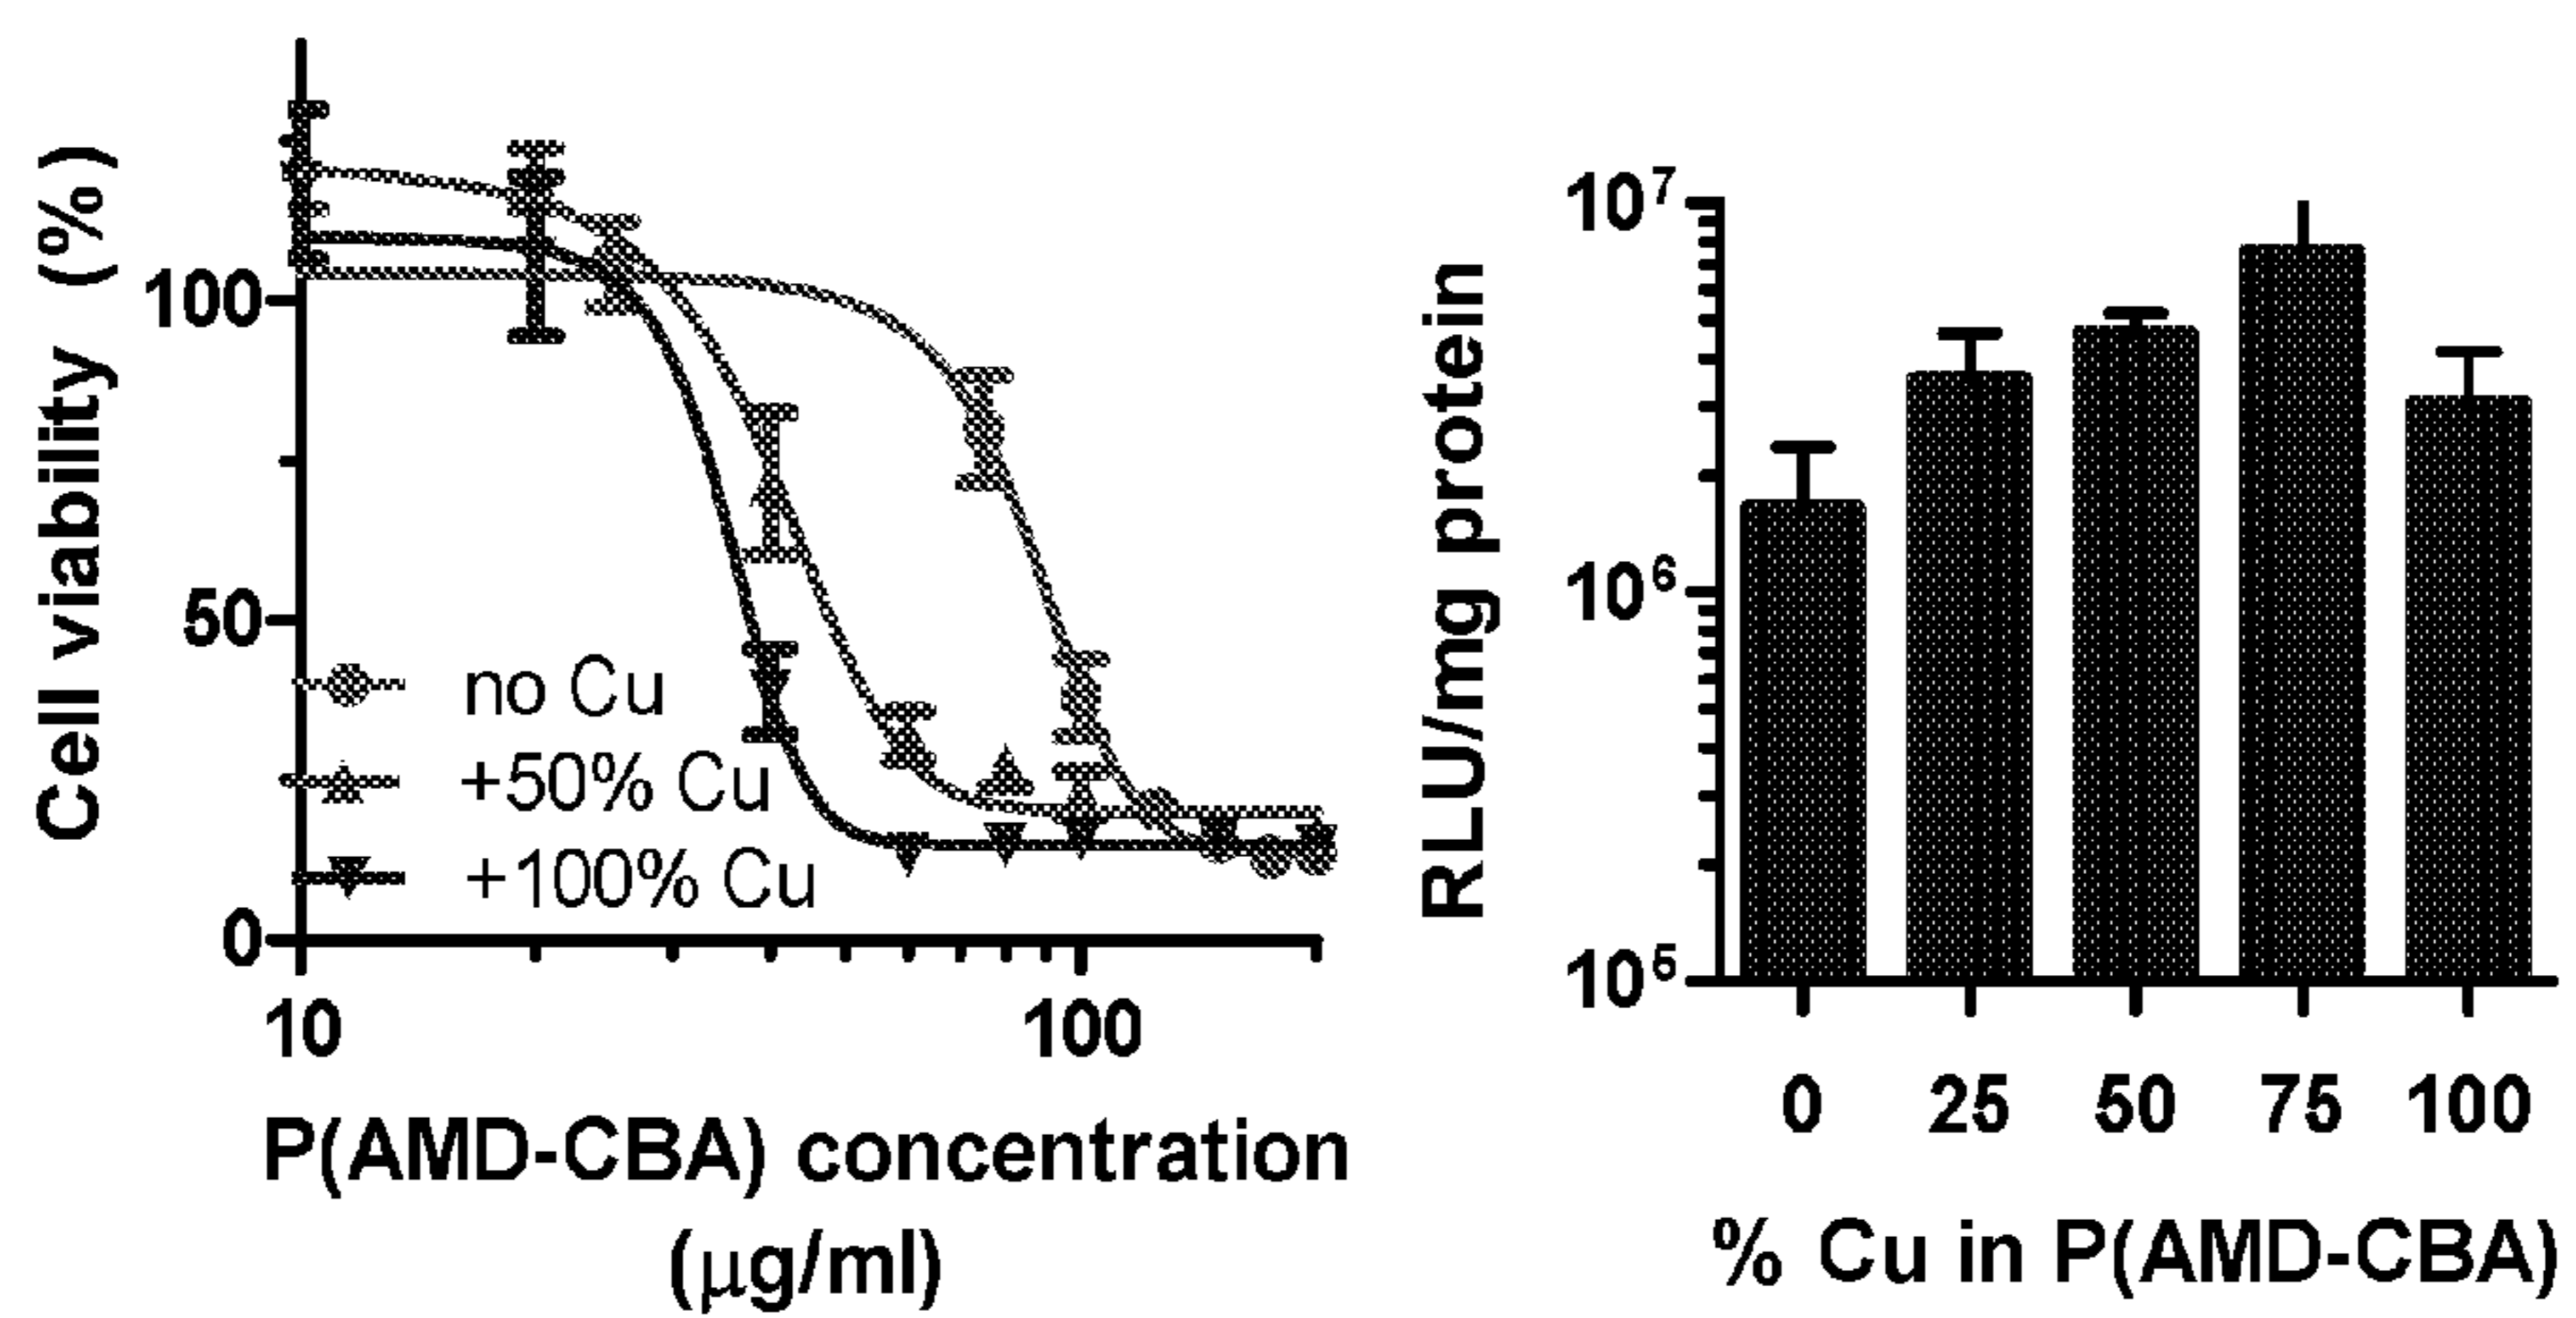 Cell viability (%)
100
50
0
no Cu
+50% Cu
+100% Cu
10
100
P(AMD-CBA) concentration
(μg/ml)
RLU/mg protein
10⁷
10⁶
10⁵
0
25
50
75
100
% Cu in P(AMD-CBA)